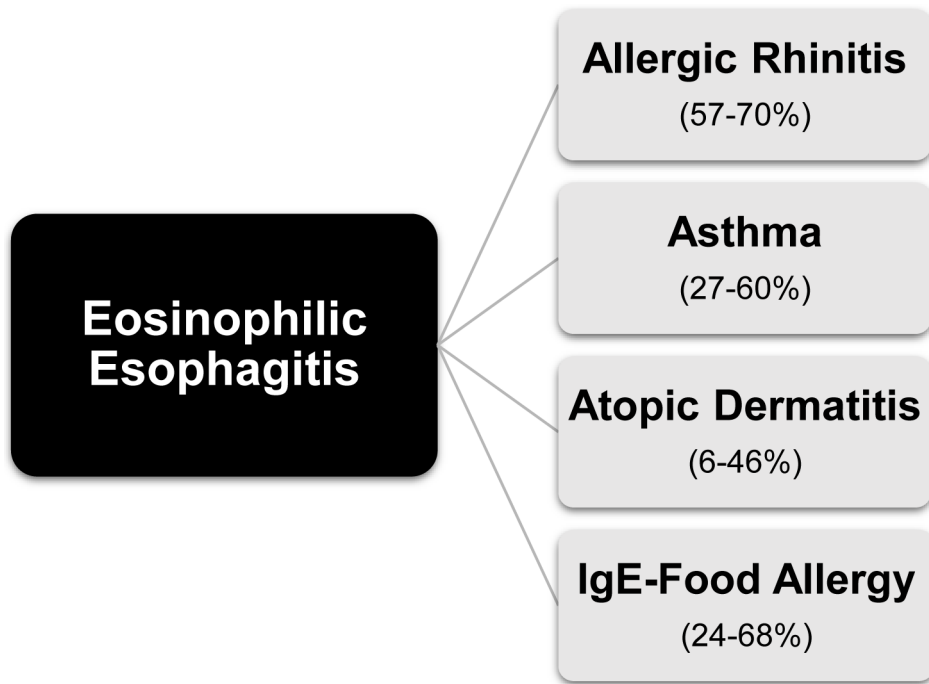 Eosinophilic
Esophagitis
Allergic Rhinitis
(57-70%)
Asthma
(27-60%)
Atopic Dermatitis
(6-46%)
IgE-Food Allergy
(24-68%)